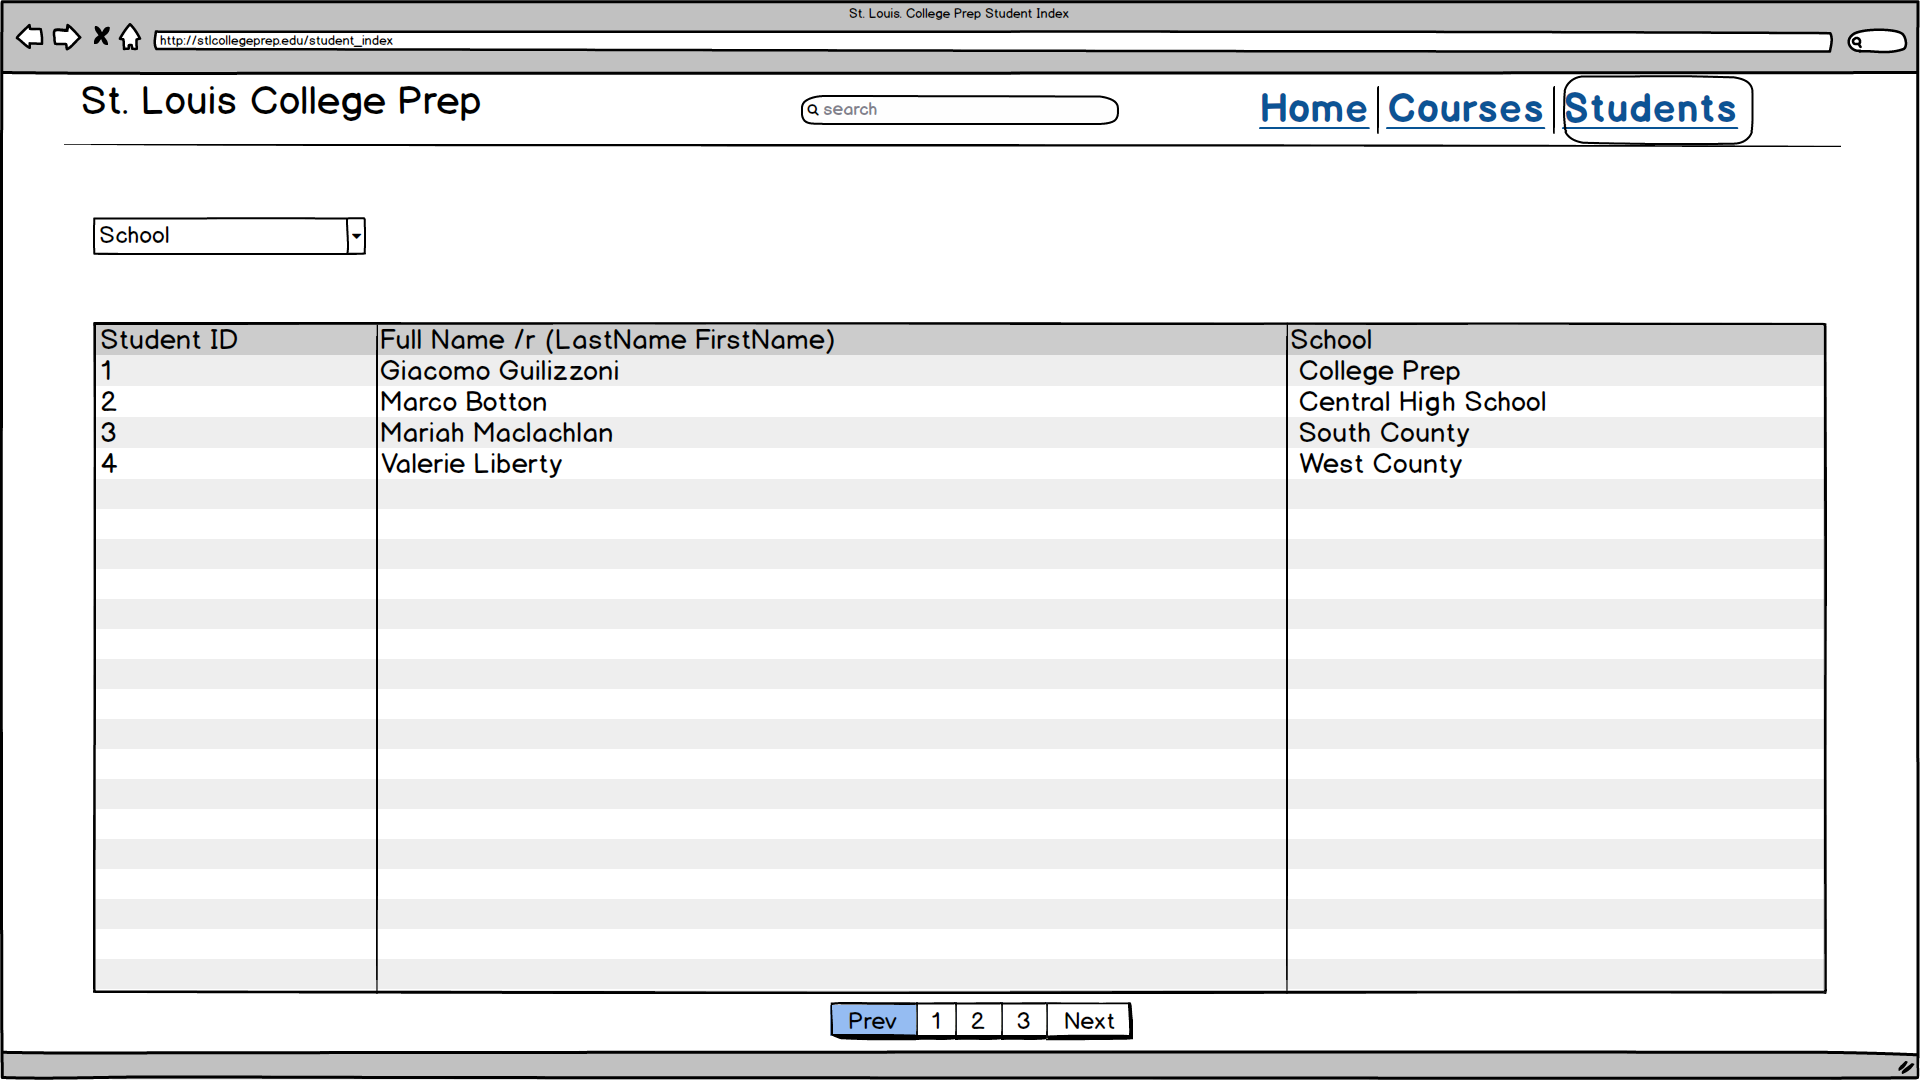 St. Louis. College Prep Student Index
http://stlcollegeprep.edu/student_index
St. Louis College Prep
search
Home Courses Students
School
Student ID Full Name /r (LastName FirstName) School
1 Giacomo Guilizzoni College Prep
2 Marco Botton Central High School
3 Mariah Maclachlan South County
4 Valerie Liberty West County
Prev 1 2 3 Next